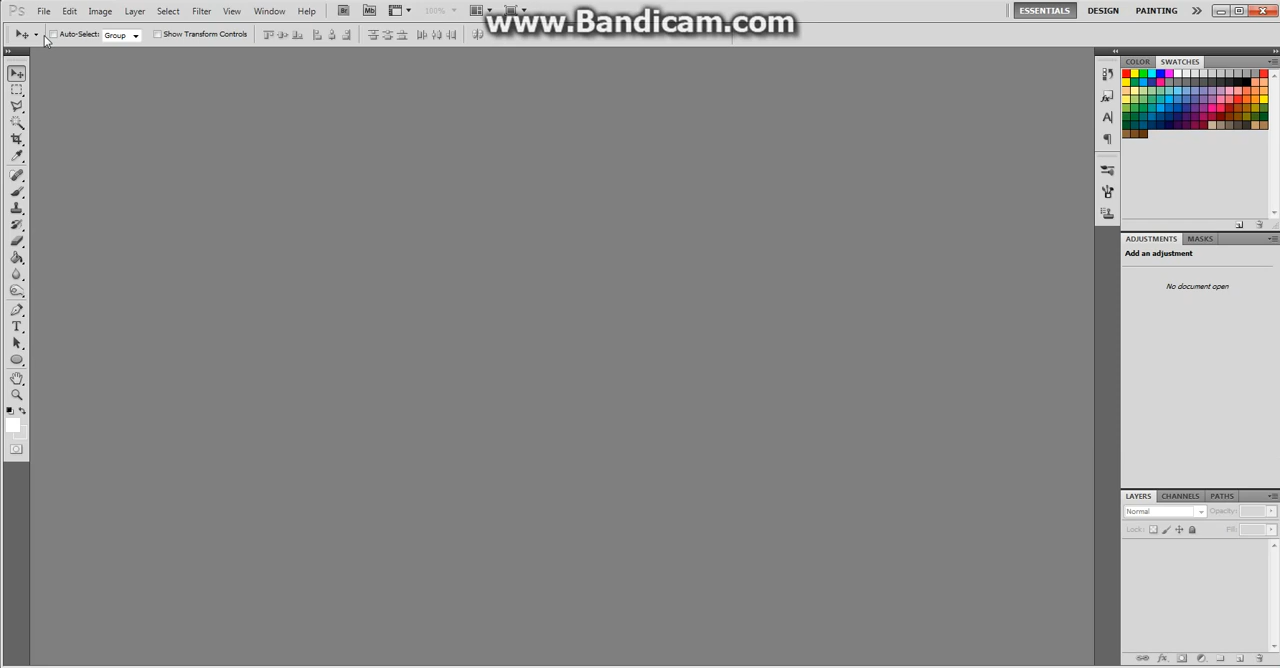 Ps File Edit Image Layer Select Filter View Window Help Br Mb 100% www.Bandicam.com ESSENTIALS DESIGN PAINTING
Auto-Select: Group Show Transform Controls
COLOR SWATCHES
ADJUSTMENTS MASKS
Add an adjustment
No document open
LAYERS CHANNELS PATHS
Normal Opacity:
Lock: Fill: